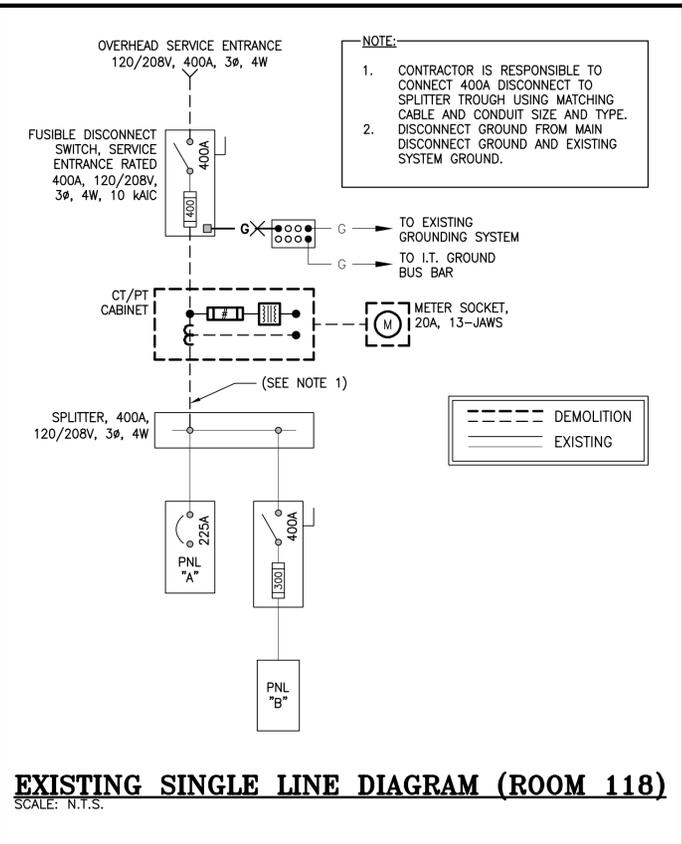 OVERHEAD SERVICE ENTRANCE
120/208V, 400A, 3ø, 4W
NOTE:
1. CONTRACTOR IS RESPONSIBLE TO
CONNECT 400A DISCONNECT TO
SPLITTER TROUGH USING MATCHING
CABLE AND CONDUIT SIZE AND TYPE.
2. DISCONNECT GROUND FROM MAIN
DISCONNECT GROUND AND EXISTING
SYSTEM GROUND.
FUSIBLE DISCONNECT
SWITCH, SERVICE
ENTRANCE RATED
400A, 120/208V,
3ø, 4W, 10 kAIC
400A
400
G
G
TO EXISTING
GROUNDING SYSTEM
G
TO I.T. GROUND
BUS BAR
CT/PT
CABINET
#
M
METER SOCKET,
20A, 13-JAWS
(SEE NOTE 1)
SPLITTER, 400A,
120/208V, 3ø, 4W
DEMOLITION
EXISTING
225A
PNL
"A"
400A
300
PNL
"B"
EXISTING SINGLE LINE DIAGRAM (ROOM 118)
SCALE: N.T.S.